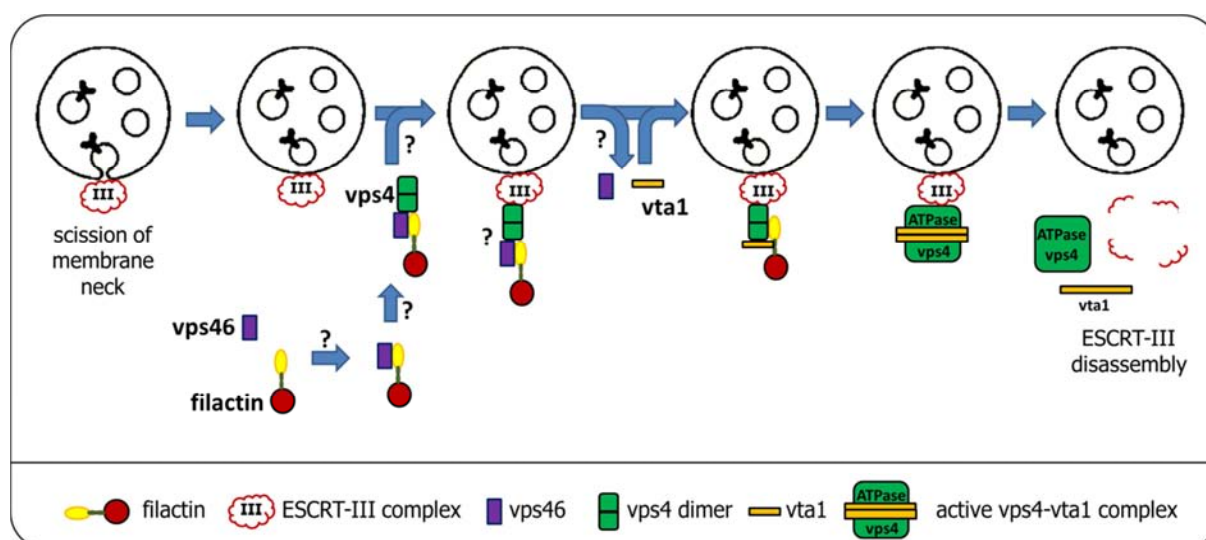 III
scission of
membrane
neck
III
?
vps4
III
?
?
vta1
III
III
ATPase
vps4
ATPase
vps4
vta1
ESCRT-III
disassembly
vps46
?
?
filactin
filactin
III
ESCRT-III complex
vps46
vps4 dimer
vta1
ATPase
vps4
active vps4-vta1 complex